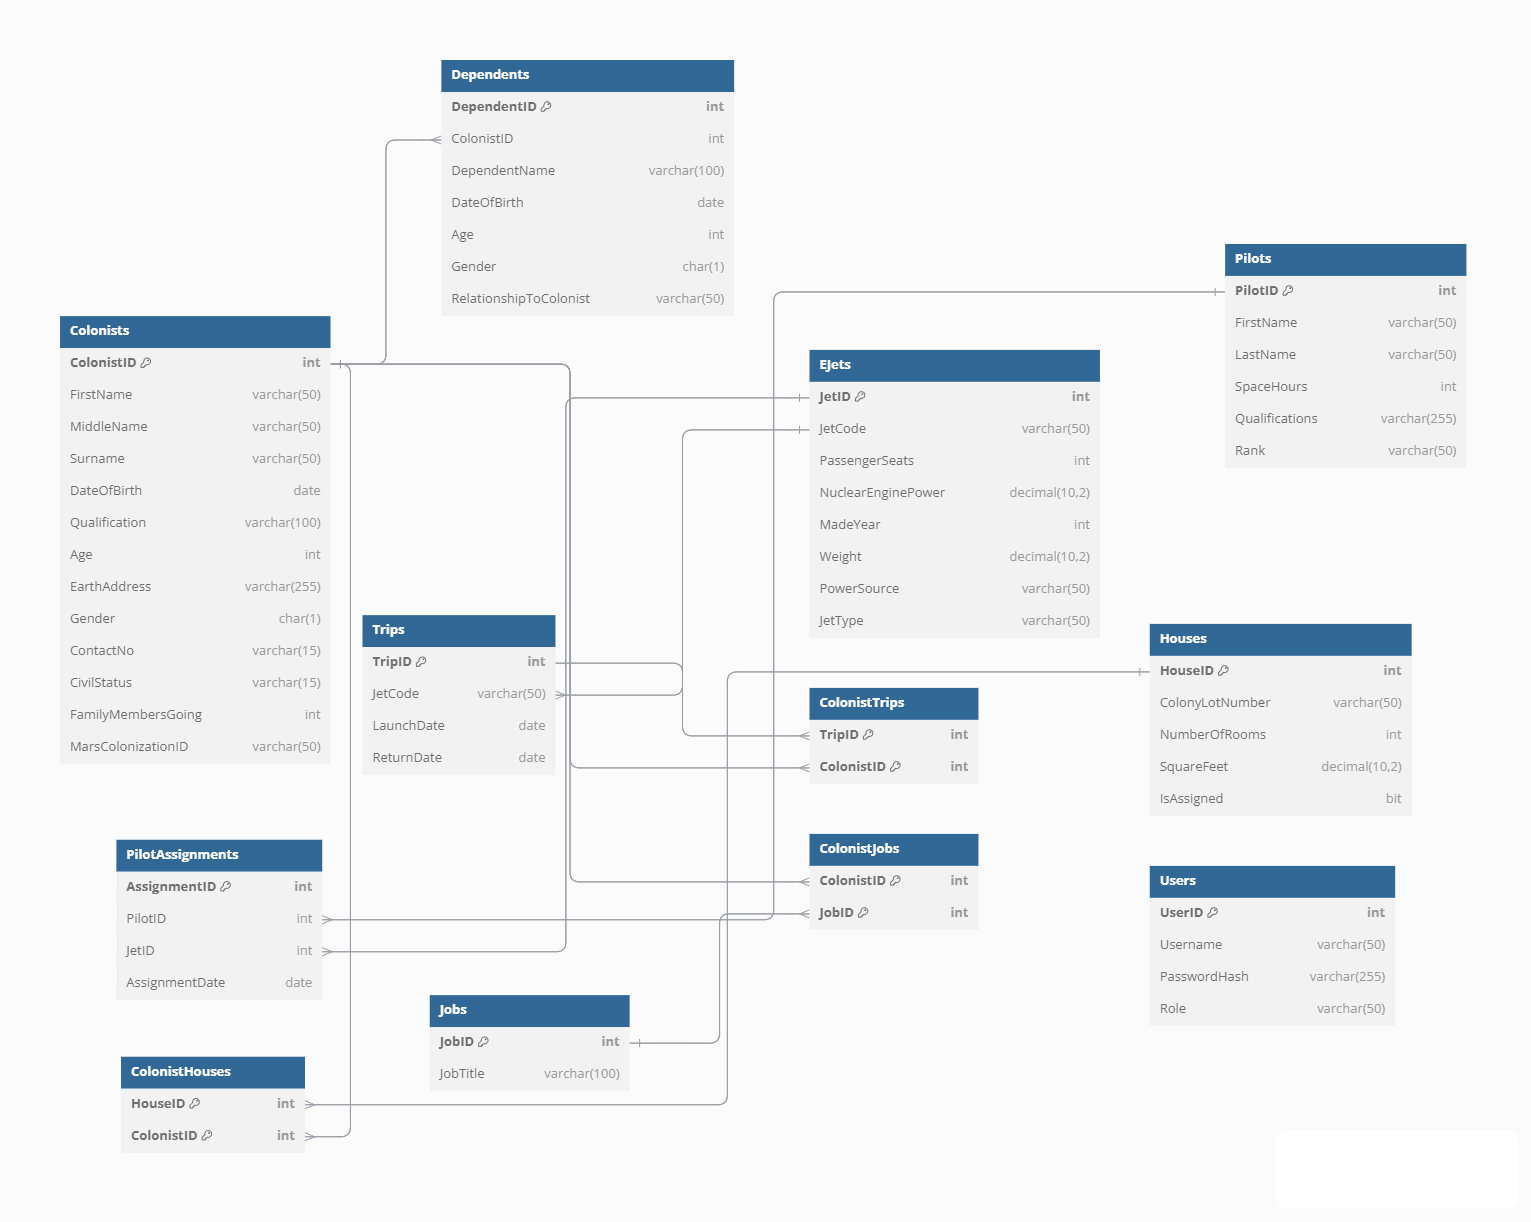 Dependents
DependentID int
ColonistID int
DependentName varchar(100)
DateOfBirth date
Age int
Gender char(1)
RelationshipToColonist varchar(50)
Pilots
PilotID int
FirstName varchar(50)
LastName varchar(50)
SpaceHours int
Qualifications varchar(255)
Rank varchar(50)
Colonists
ColonistID int
FirstName varchar(50)
MiddleName varchar(50)
Surname varchar(50)
DateOfBirth date
Qualification varchar(100)
Age int
EarthAddress varchar(255)
Gender char(1)
ContactNo varchar(15)
CivilStatus varchar(15)
FamilyMembersGoing int
MarsColonizationID varchar(50)
EJets
JetID int
JetCode varchar(50)
PassengerSeats int
NuclearEnginePower decimal(10,2)
MadeYear int
Weight decimal(10,2)
PowerSource varchar(50)
JetType varchar(50)
Trips
TripID int
JetCode varchar(50)
LaunchDate date
ReturnDate date
Houses
HouseID int
ColonyLotNumber varchar(50)
NumberOfRooms int
SquareFeet decimal(10,2)
IsAssigned bit
ColonistTrips
TripID int
ColonistID int
PilotAssignments
AssignmentID int
PilotID int
JetID int
AssignmentDate date
ColonistJobs
ColonistID int
JobID int
Users
UserID int
Username varchar(50)
PasswordHash varchar(255)
Role varchar(50)
Jobs
JobID int
JobTitle varchar(100)
ColonistHouses
HouseID int
ColonistID int